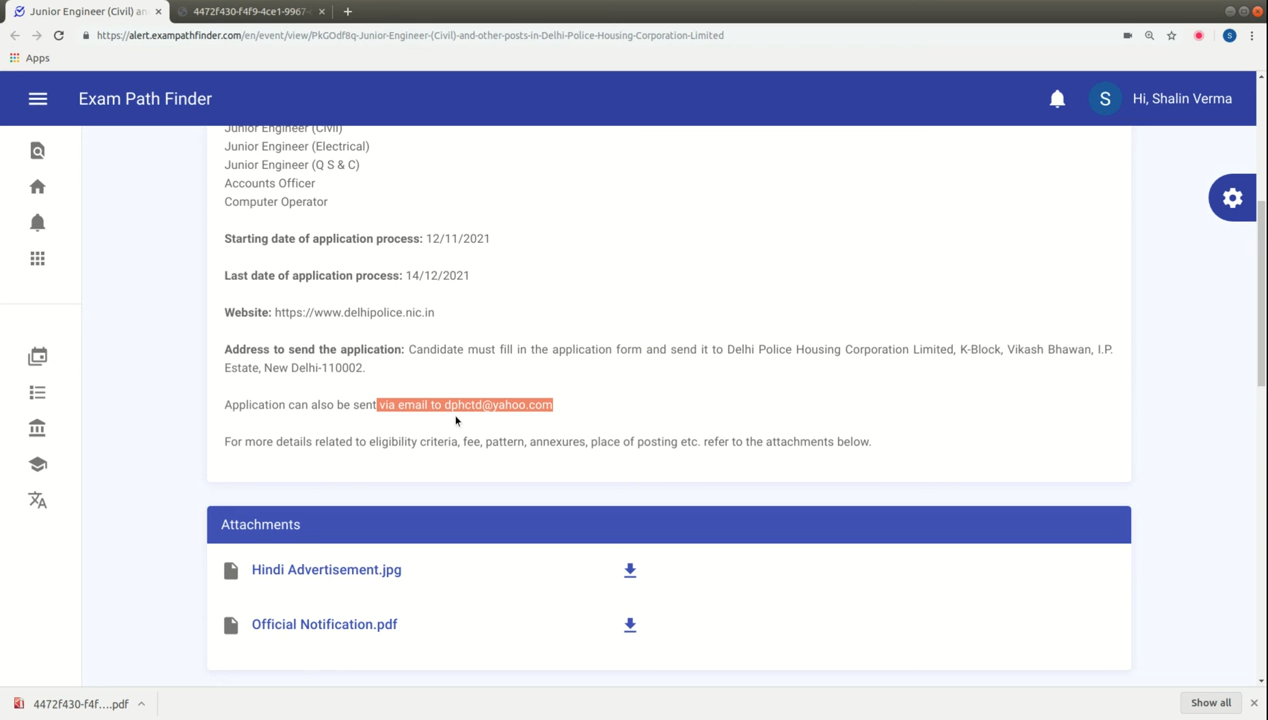 Junior Engineer (Civil) an
4472f430-f4f9-4ce1-9967-
https://alert.exampathfinder.com/en/event/view/PkGOdf8q-Junior-Engineer-(Civil)-and-other-posts-in-Delhi-Police-Housing-Corporation-Limited
S
Apps
Exam Path Finder
S
Hi, Shalin Verma
Junior Engineer (Civil)
Junior Engineer (Electrical)
Junior Engineer (Q S & C)
Accounts Officer
Computer Operator
Starting date of application process: 12/11/2021
Last date of application process: 14/12/2021
Website: https://www.delhipolice.nic.in
Address to send the application: Candidate must fill in the application form and send it to Delhi Police Housing Corporation Limited, K-Block, Vikash Bhawan, I.P.
Estate, New Delhi-110002.
Application can also be sent via email to dphctd@yahoo.com
For more details related to eligibility criteria, fee, pattern, annexures, place of posting etc. refer to the attachments below.
Attachments
Hindi Advertisement.jpg
Official Notification.pdf
4472f430-f4f....pdf
Show all